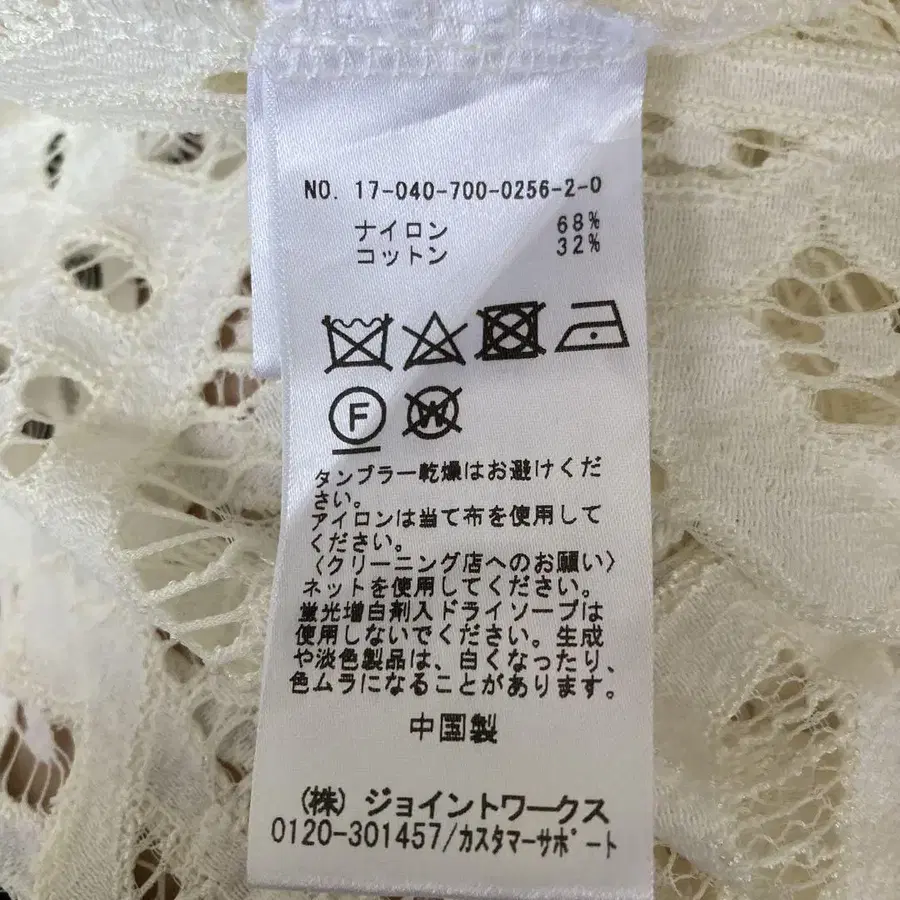 NO. 17-040-700-0256-2-0
ナイロン 68%
コットン 32%
F
W
タンブラー乾燥はお避けくだ
さい。
アイロンは当て布を使用して
ください。
〈クリーニング店へのお願い〉
ネットを使用してください。
蛍光増白剤入ドライソープは
使用しないでください。生成
や淡色製品は、白くなったり、
色ムラになることがあります。
中国製
(株) ジョイントワークス
0120-301457/カスタマーサポート